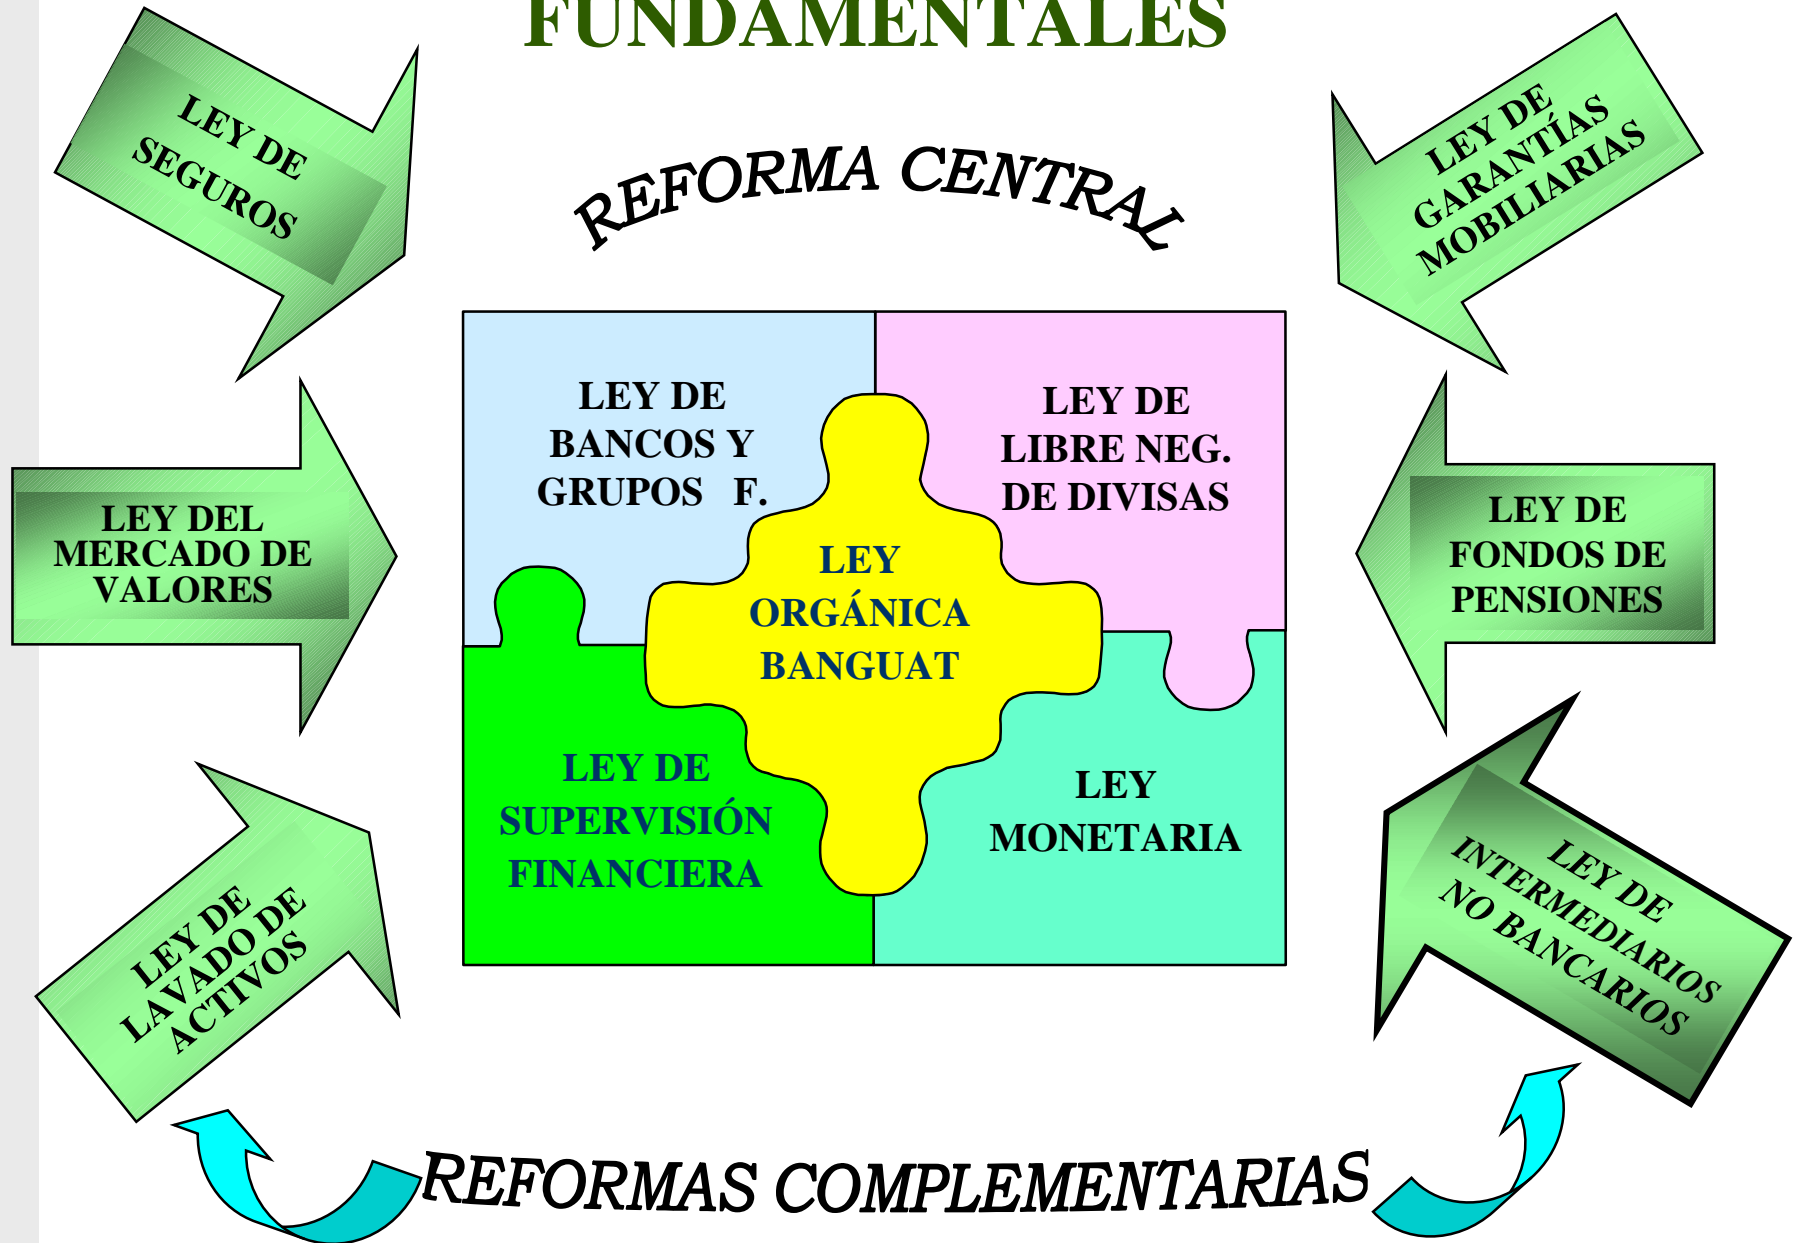 FUNDAMENTALES
LEY DE
SEGUROS
LEY DE
GARANTÍAS
MOBILIARIAS
REFORMA CENTRAL
LEY DE
BANCOS Y
GRUPOS F.
LEY DE
LIBRE NEG.
DE DIVISAS
LEY DEL
MERCADO DE
VALORES
LEY
ORGÁNICA
BANGUAT
LEY DE
FONDOS DE
PENSIONES
LEY DE
SUPERVISIÓN
FINANCIERA
LEY
MONETARIA
LEY DE
LAVADO DE
ACTIVOS
LEY DE
INTERMEDIARIOS
NO BANCARIOS
REFORMAS COMPLEMENTARIAS